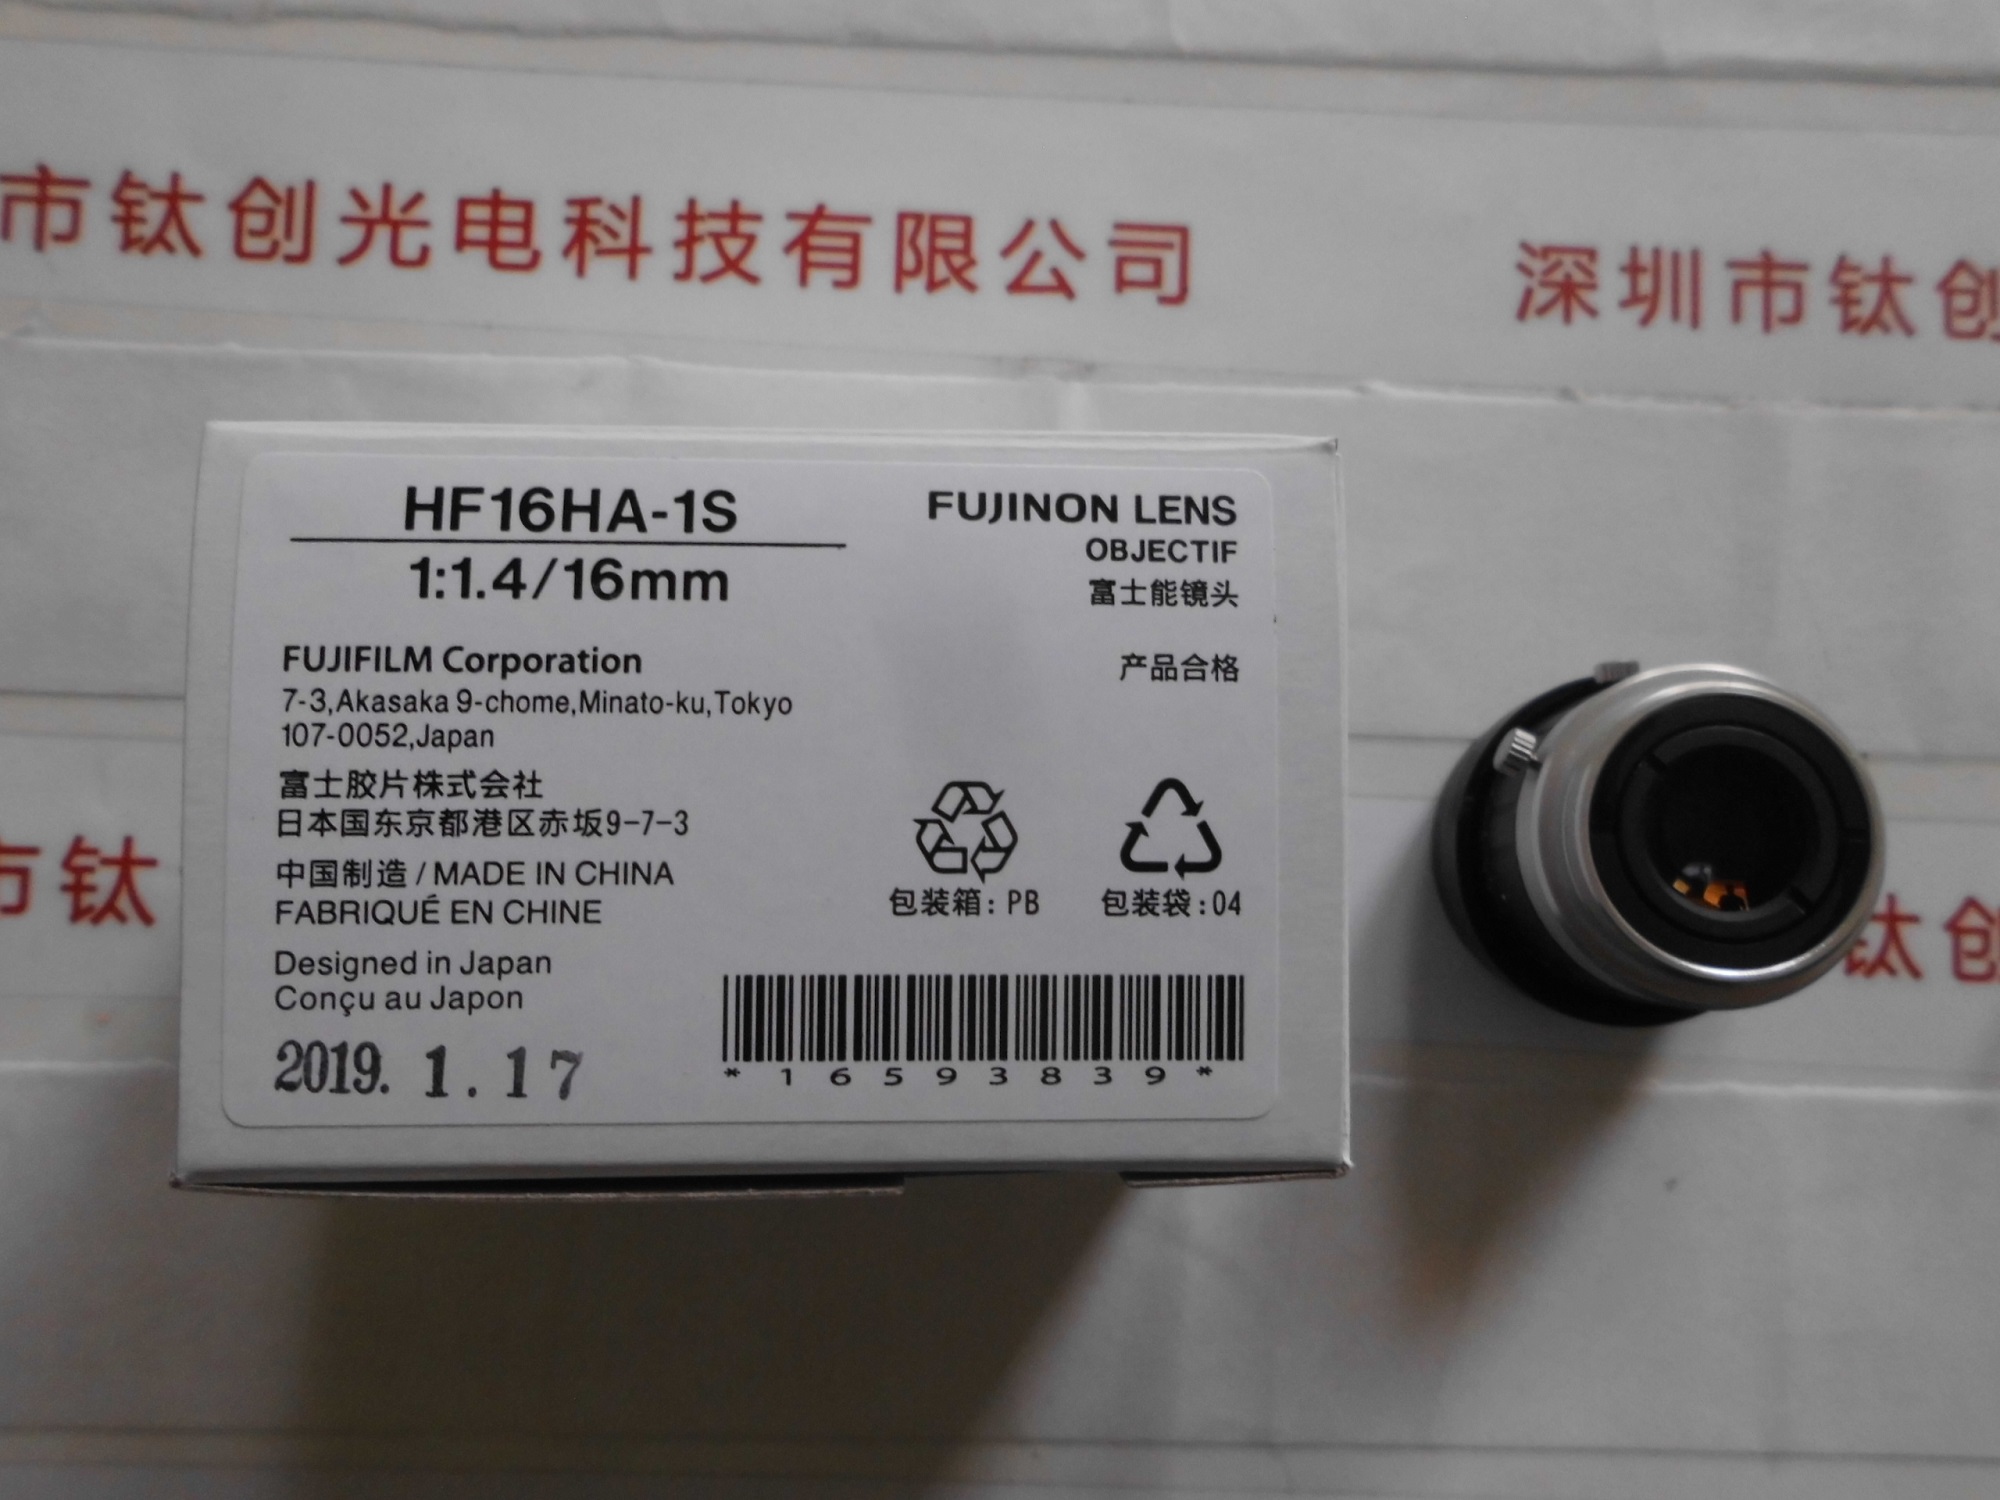 市钛创光电科技有限公司
深圳市钛创
HF16HA-1S
1:1.4/16mm
FUJINON LENS
OBJECTIF
富士能镜头
FUJIFILM Corporation
7-3,Akasaka 9-chome,Minato-ku,Tokyo
107-0052,Japan
产品合格
富士胶片株式会社
日本国东京都港区赤坂9-7-3
中国制造 / MADE IN CHINA
FABRIQUÉ EN CHINE
包装箱: PB
包装袋:04
Designed in Japan
Conçu au Japon
2019. 1. 17
*16593839*
市钛
钛创